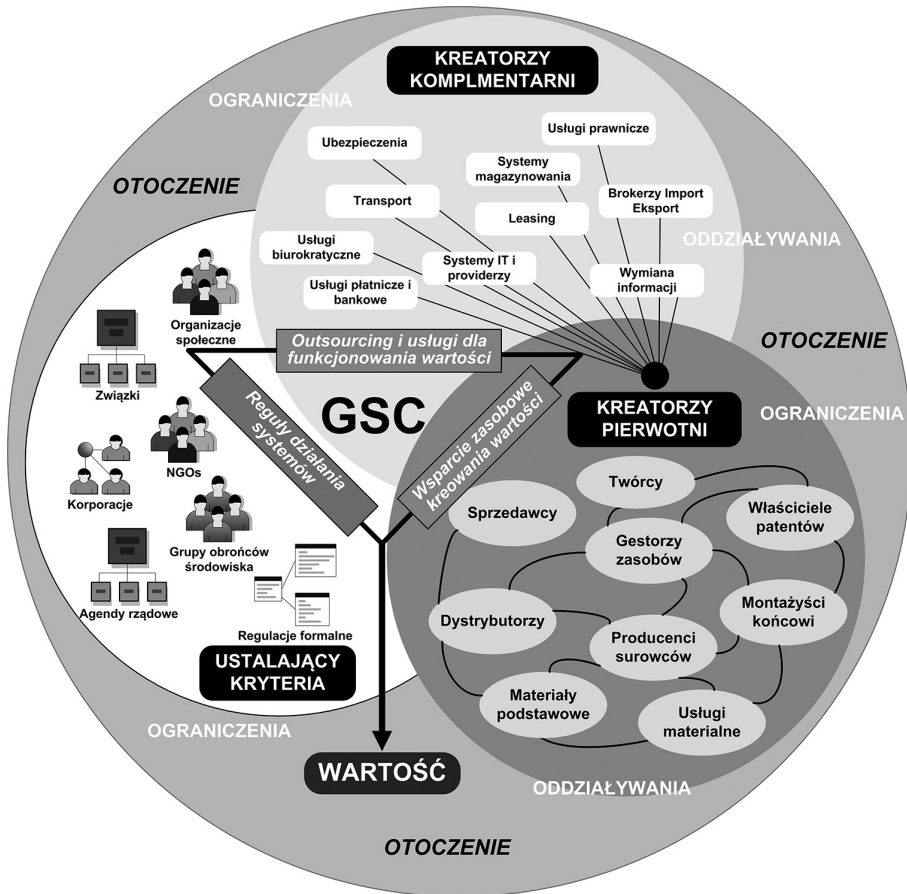 KREATORZY
KOMPLMENTARNI
OGRANICZENIA
Usługi prawnicze
Ubezpieczenia
Systemy
magazynowania
OTOCZENIE
Transport
Brokerzy Import
Eksport
Leasing
ODDZIAŁYWANIA
Usługi
biurokratyczne
Systemy IT i
providerzy
Wymiana
informacji
Usługi płatnicze i
bankowe
Organizacje
społeczne
OTOCZENIE
Outsourcing i usługi dla
funkcjonowania wartości
Związki
GSC
Reguły działania
systemów
Wsparcie zasobowe
kreowania wartości
KREATORZY
PIERWOTNI
OGRANICZENIA
NGOs
Korporacje
Twórcy
Sprzedawcy
Właściciele
patentów
Gestorzy
zasobów
Grupy obrońców
środowiska
Agendy rządowe
Dystrybutorzy
Montażyści
końcowi
Regulacje formalne
Producenci
surowców
USTALAJĄCY
KRYTERIA
Materiały
podstawowe
Usługi
materialne
OGRANICZENIA
WARTOŚĆ
ODDZIAŁYWANIA
OTOCZENIE